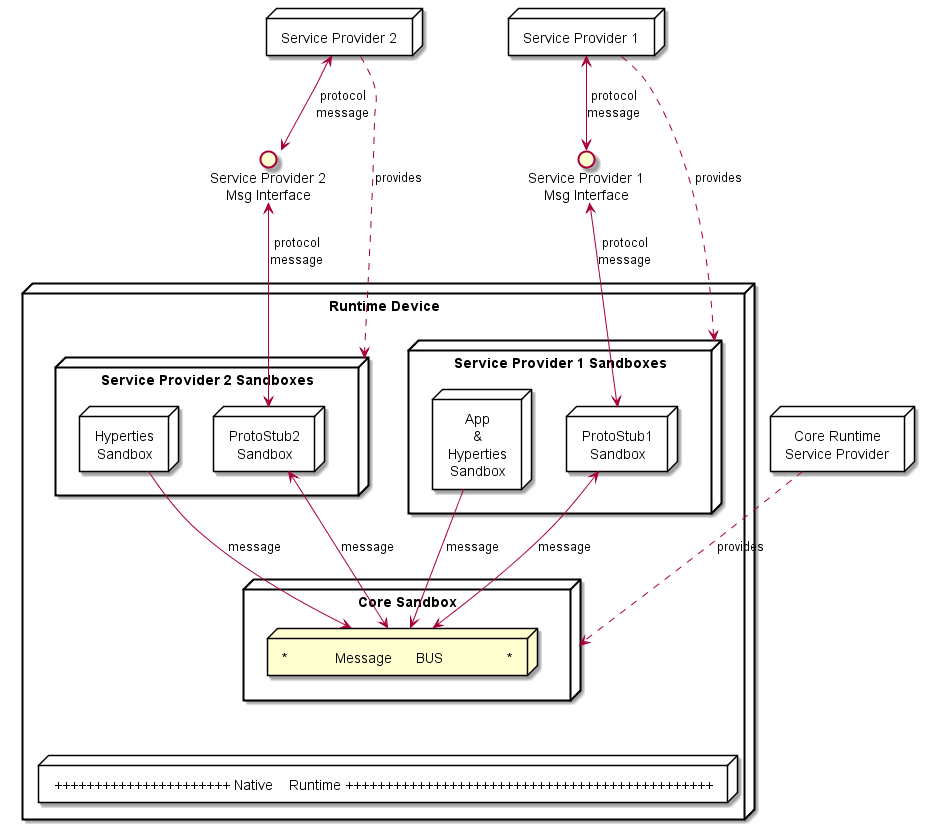 Service Provider 2
Service Provider 1
protocol
message
protocol
message
Service Provider 2
Msg Interface
provides
Service Provider 1
Msg Interface
provides
protocol
message
protocol
message
Runtime Device
Service Provider 2 Sandboxes
Service Provider 1 Sandboxes
Hyperties
Sandbox
ProtoStub2
Sandbox
App
&
Hyperties
Sandbox
ProtoStub1
Sandbox
Core Runtime
Service Provider
message
message
message
message
provides
Core Sandbox
* Message BUS *
++++++++++++++++++++++ Native Runtime ++++++++++++++++++++++++++++++++++++++++++++++